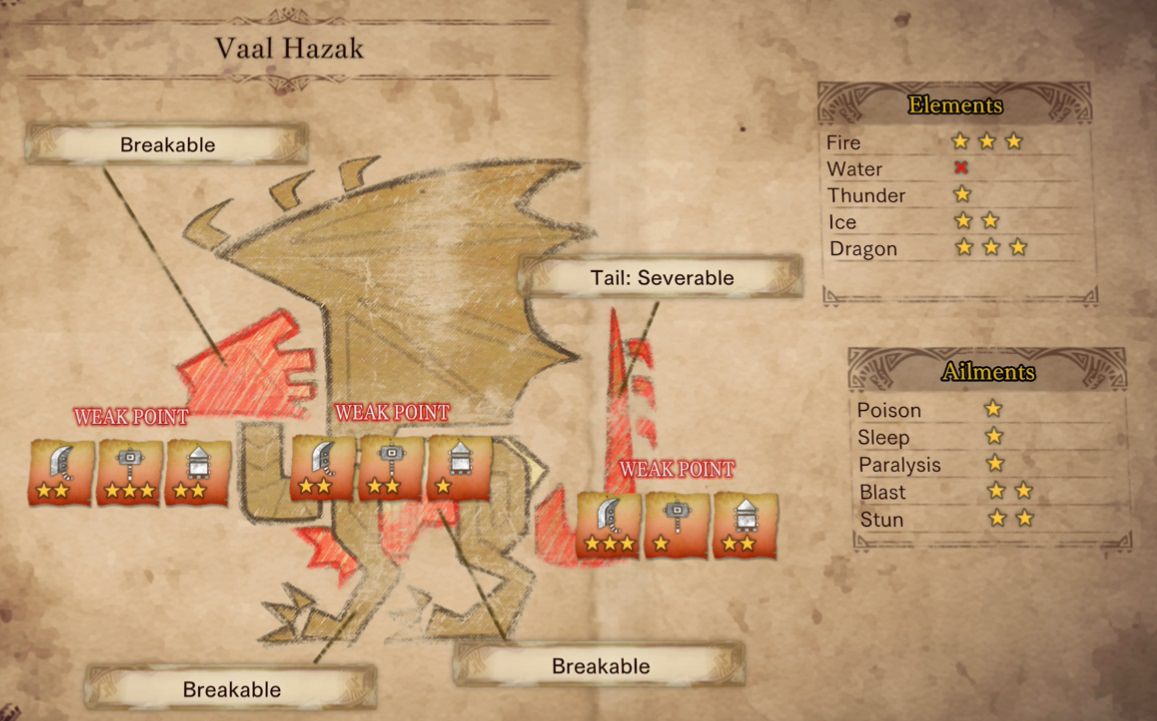 Vaal Hazak
Breakable
Tail: Severable
WEAK POINT
WEAK POINT
WEAK POINT
Breakable
Breakable
Elements
Fire
Water
Thunder
Ice
Dragon
Ailments
Poison
Sleep
Paralysis
Blast
Stun